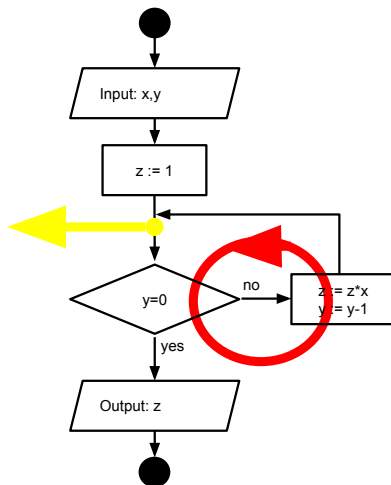 Input: x,y
z := 1
y=0
no
z := z*x
y := y-1
yes
Output: z